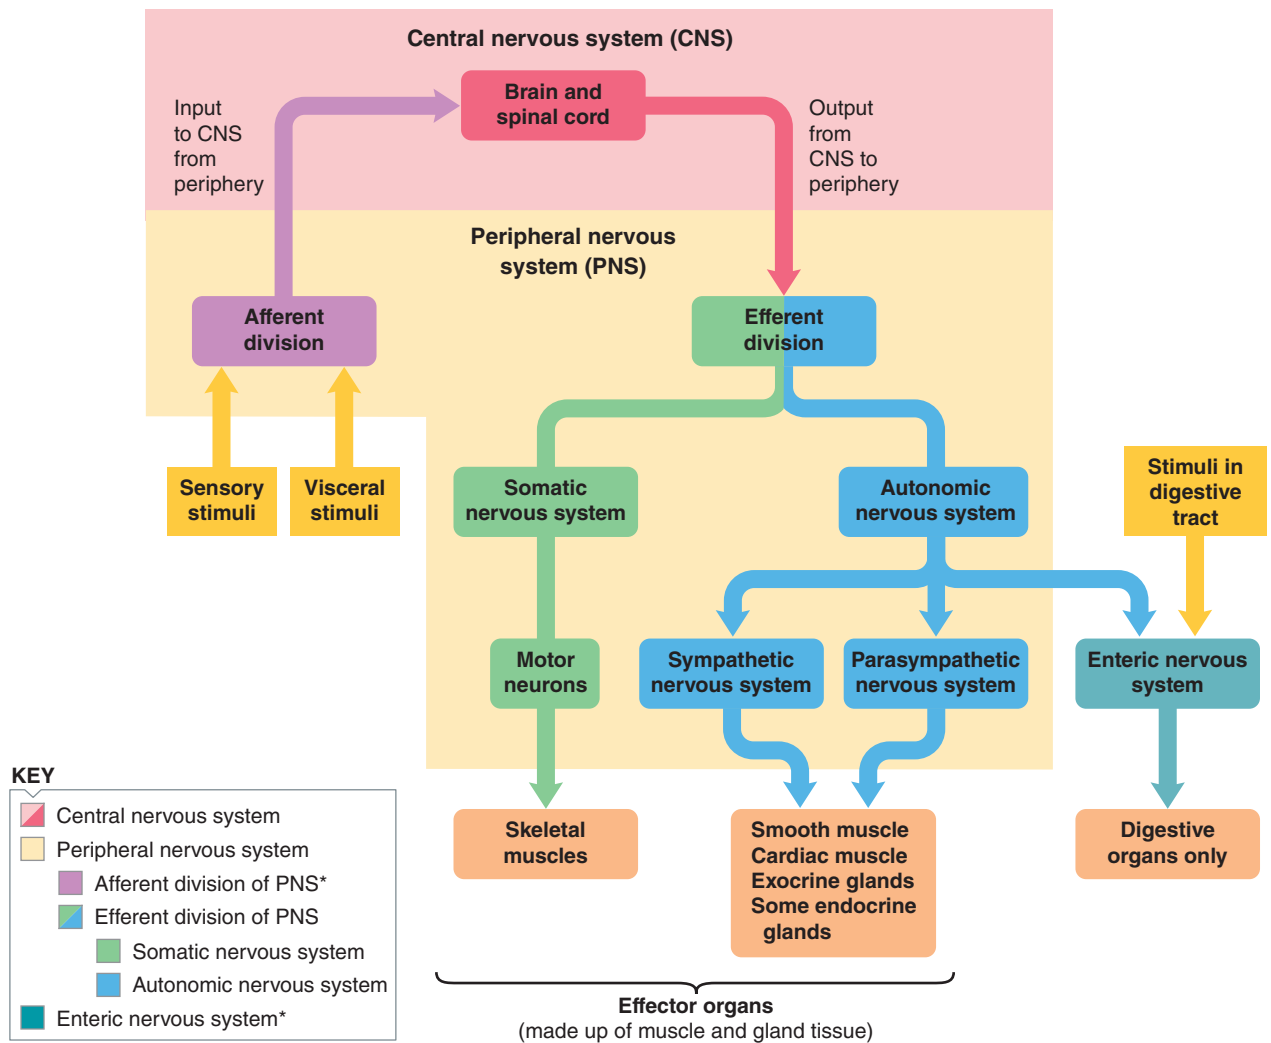 Central nervous system (CNS)
Brain and
spinal cord
Input
to CNS
from
periphery
Output
from
CNS to
periphery
Peripheral nervous
system (PNS)
Afferent
division
Efferent
division
Sensory
stimuli
Visceral
stimuli
Somatic
nervous system
Autonomic
nervous system
Stimuli in
digestive
tract
Motor
neurons
Sympathetic
nervous system
Parasympathetic
nervous system
Enteric nervous
system
Skeletal
muscles
Smooth muscle
Cardiac muscle
Exocrine glands
Some endocrine
glands
Digestive
organs only
Effector organs
(made up of muscle and gland tissue)
KEY
Central nervous system
Peripheral nervous system
Afferent division of PNS*
Efferent division of PNS
Somatic nervous system
Autonomic nervous system
Enteric nervous system*